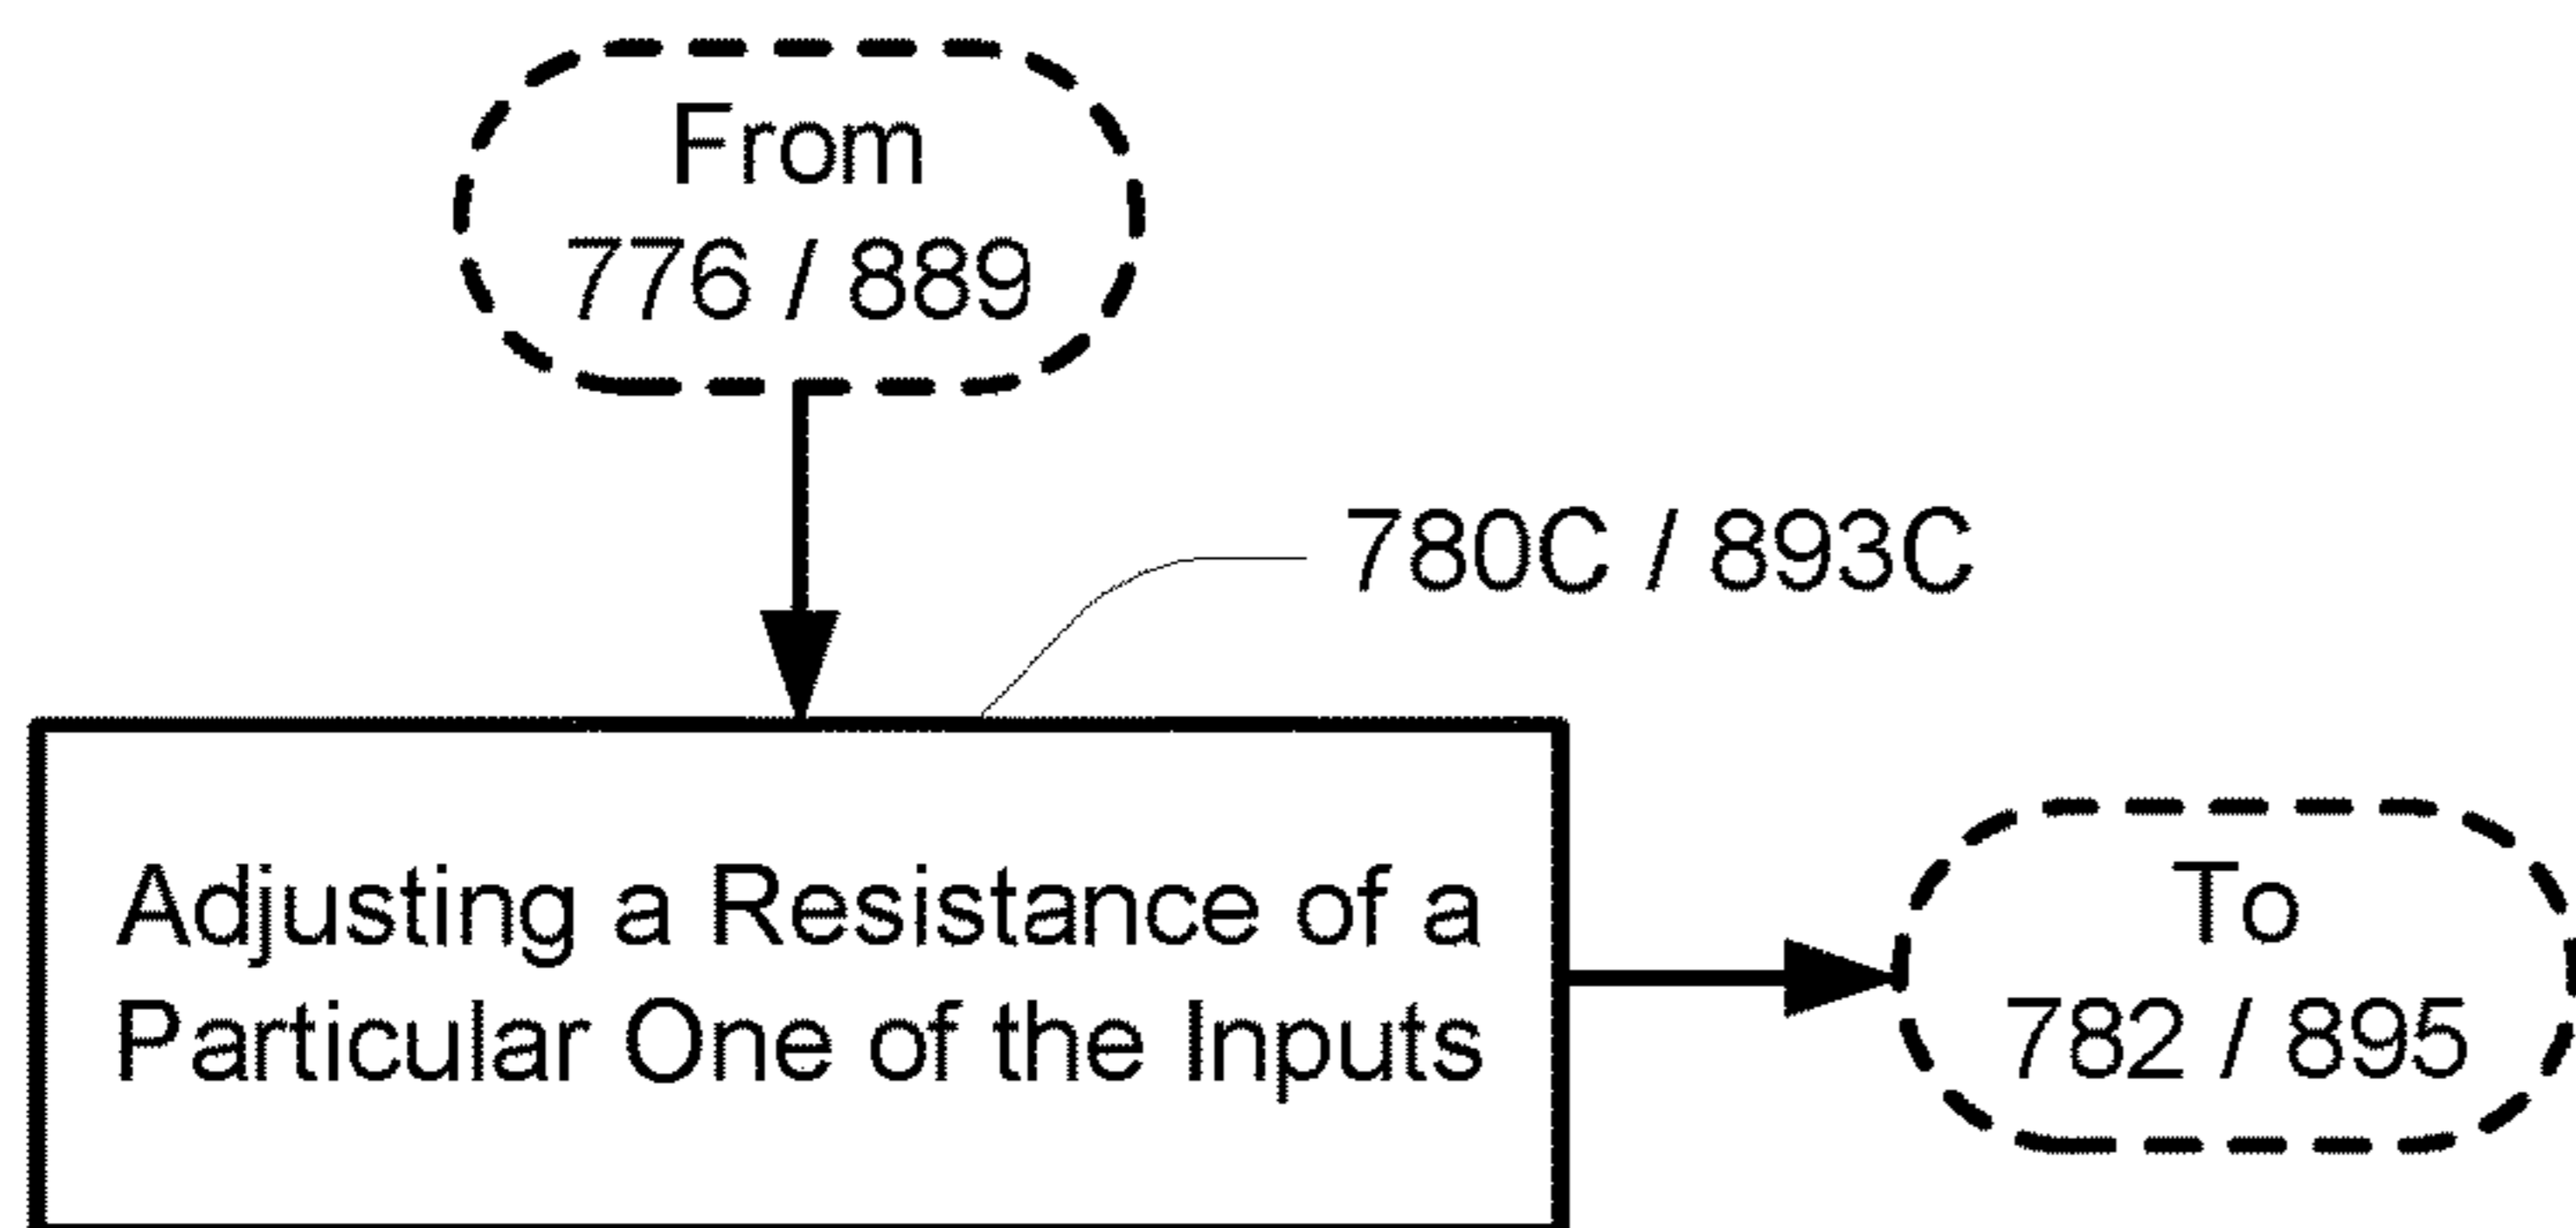 From
776 / 889
780C / 893C
Adjusting a Resistance of a
Particular One of the Inputs
To
782 / 895